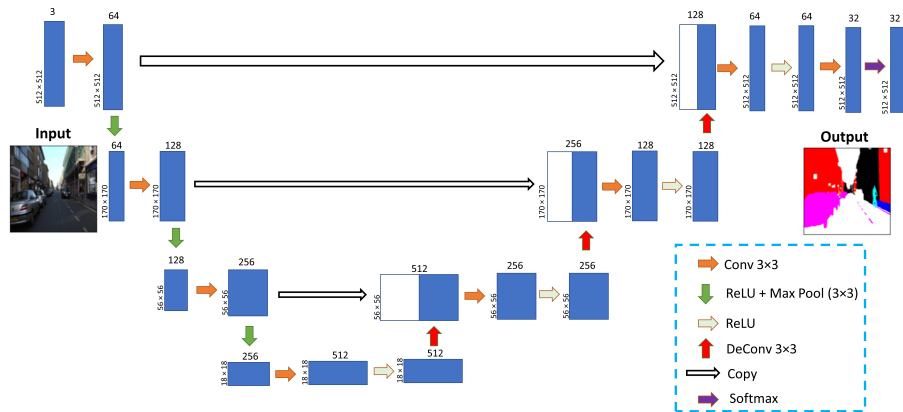 3
64
128
64
64
32
32
512 × 512
512 × 512
512 × 512
512 × 512
512 × 512
512 × 512
512 × 512
Input
64
128
256
128
128
Output
170 × 170
170 × 170
170 × 170
170 × 170
170 × 170
128
256
512
256
256
56 × 56
56 × 56
56 × 56
56 × 56
56 × 56
256
512
512
18 × 18
18 × 18
18 × 18
Conv 3×3
ReLU + Max Pool (3×3)
ReLU
DeConv 3×3
Copy
Softmax